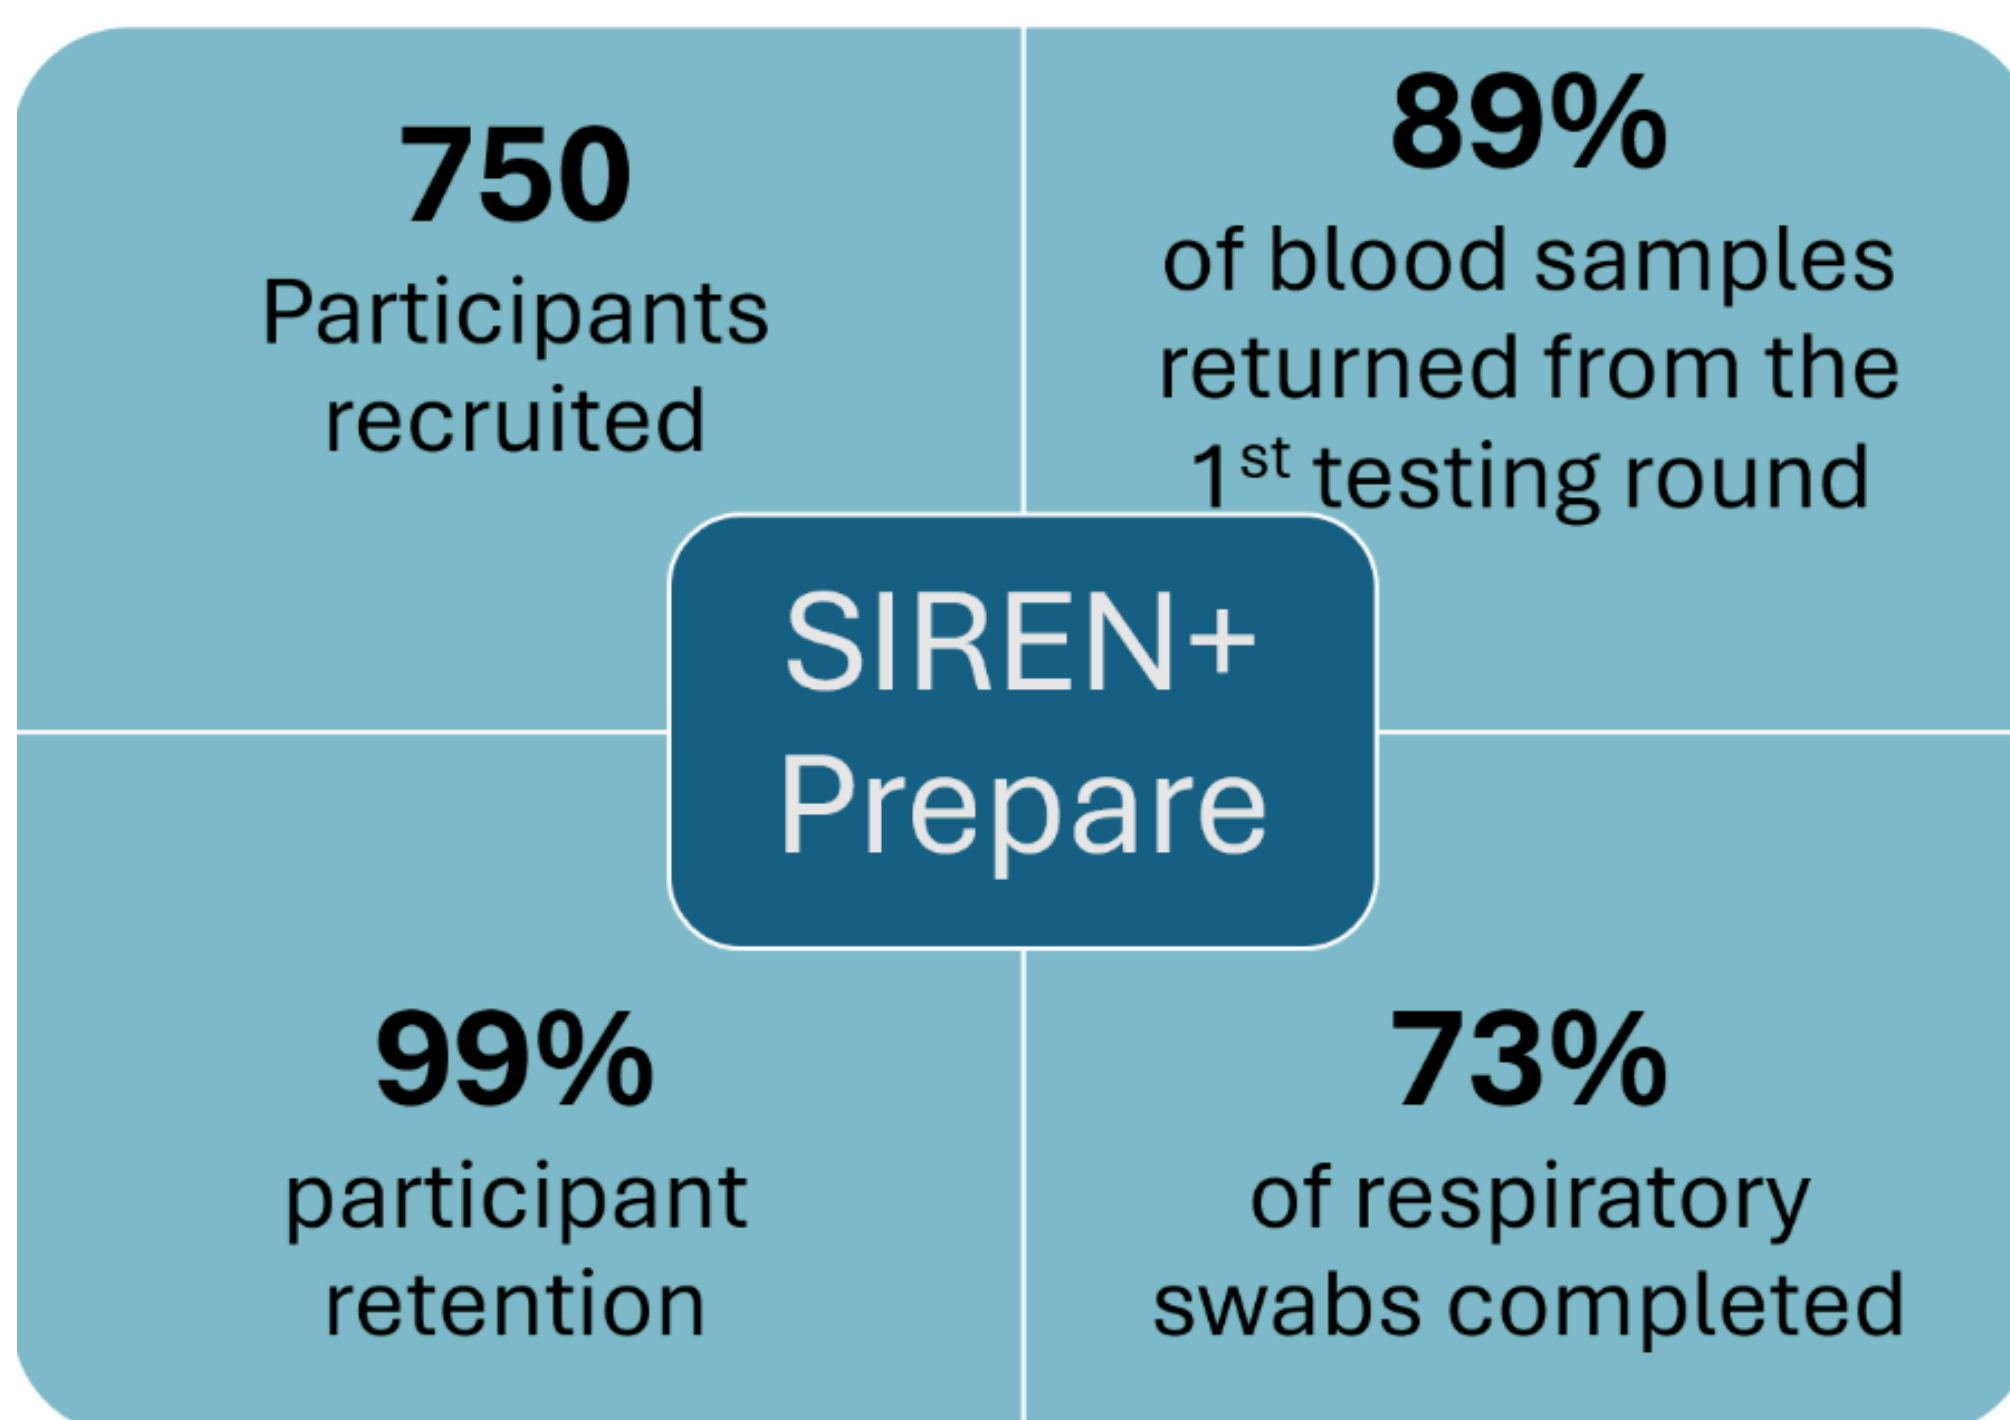 750
Participants
recruited
89%
of blood samples
returned from the
1st testing round
SIREN+
Prepare
99%
participant
retention
73%
of respiratory
swabs completed